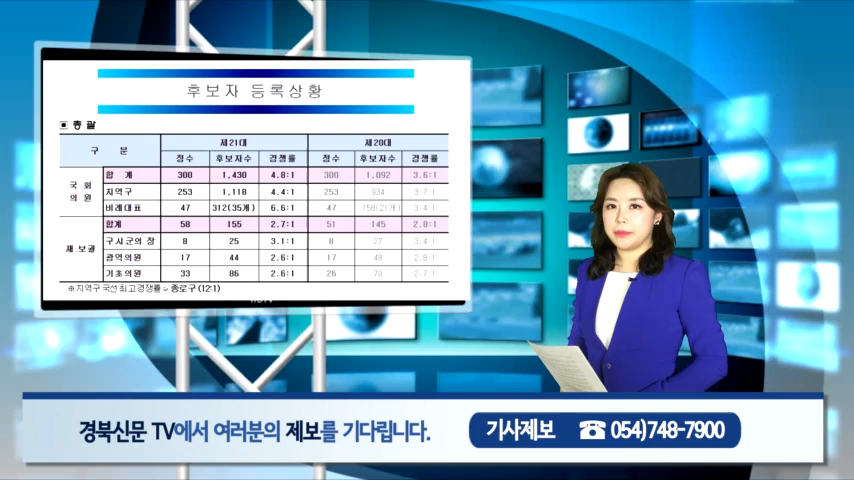 후보자 등록상황
▣ 총 괄
구 분 제21대 제20대
정수 후보자수 경쟁률 정수 후보자수 경쟁률
국 회 의 원 합 계 300 1,430 4.8:1 300 1,092 3.6:1
지역구 253 1,118 4.4:1 253 934 3.7:1
비례대표 47 312(35개) 6.6:1 47 158(21개) 3.4:1
재·보궐 합계 58 155 2.7:1 51 145 2.8:1
구시군의 장 8 25 3.1:1 8 27 3.4:1
광역의원 17 44 2.6:1 17 48 2.8:1
기초의원 33 86 2.6:1 26 70 2.7:1
※ 지역구 국선 최고 경쟁률 – 종로구 (12:1)
경북신문 TV에서 여러분의 제보를 기다립니다.
기사제보 ☎ 054)748-7900